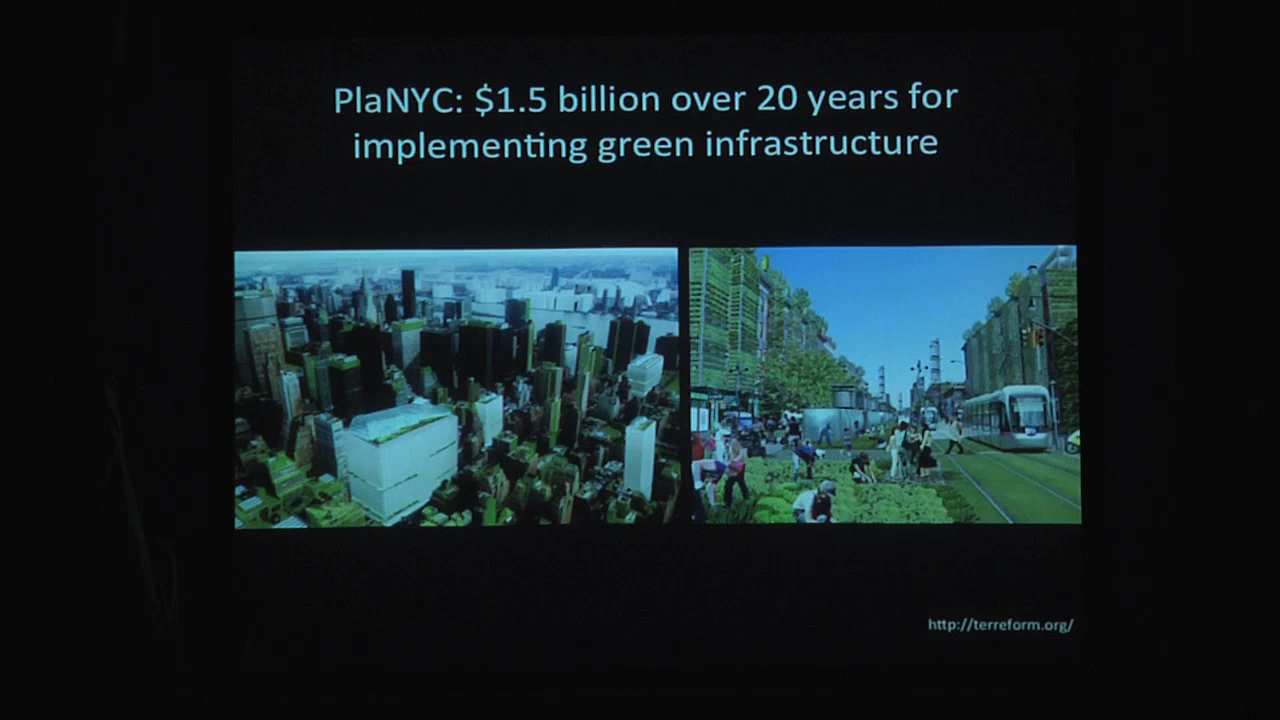 PlaNYC: $1.5 billion over 20 years for
implementing green infrastructure
http://terreform.org/